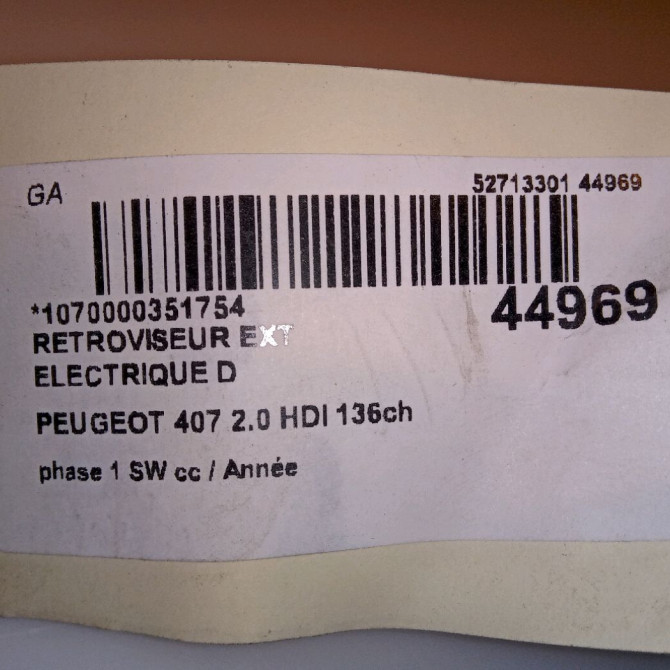 GA
52713301 44969
*1070000351754
44969
RETROVISEUR EXT
ELECTRIQUE D
PEUGEOT 407 2.0 HDI 136ch
phase 1 SW cc / Année